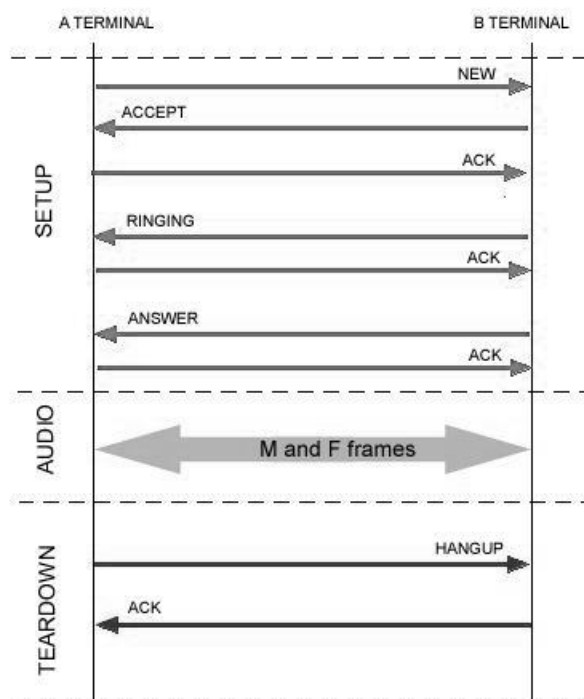 A TERMINAL
B TERMINAL
SETUP
NEW
ACCEPT
ACK
RINGING
ACK
ANSWER
ACK
AUDIO
M and F frames
TEARDOWN
HANGUP
ACK